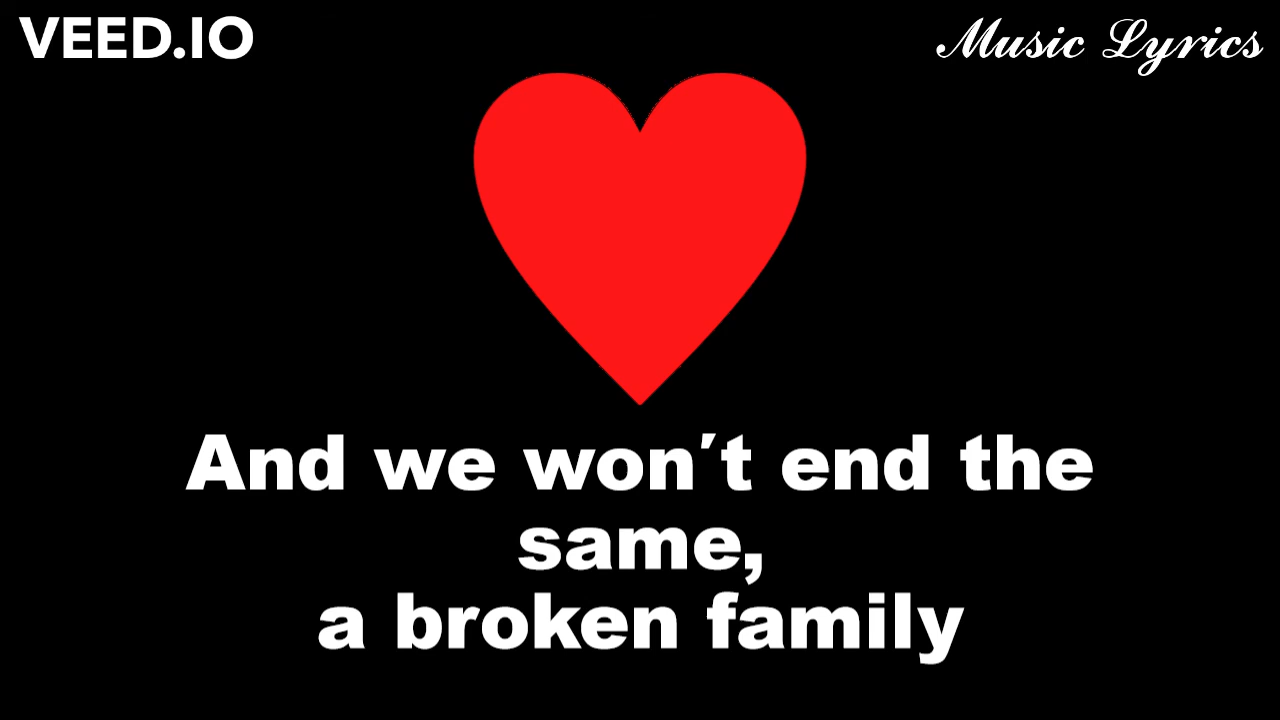 VEED.IO
Music Lyrics
And we won´t end the
same,
a broken family